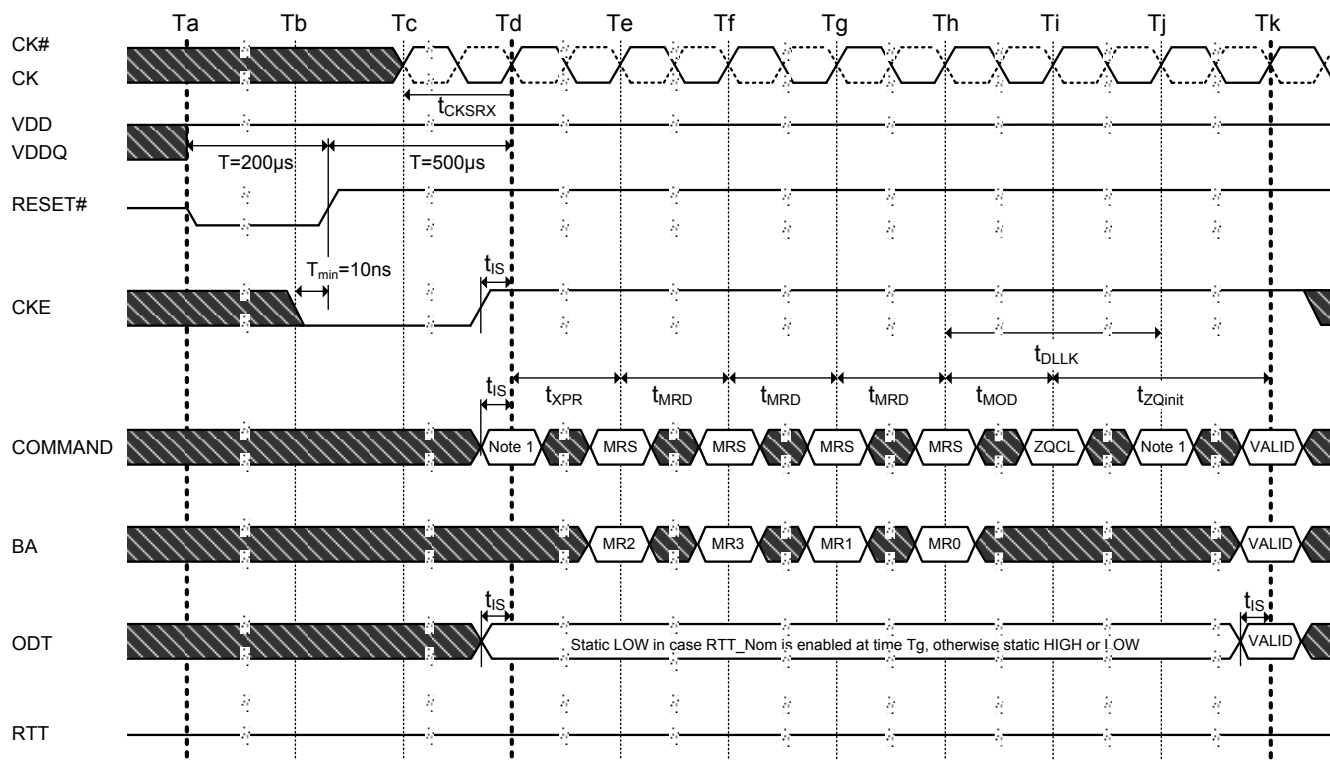 Ta Tb Tc Td Te Tf Tg Th Ti Tj Tk
CK#
CK
tCKSRX
VDD
VDDQ
T=200µs T=500µs
RESET#
Tmin=10ns tIS
CKE
tDLLK
tIS tXPR tMRD tMRD tMRD tMOD tZQinit
COMMAND Note 1 MRS MRS MRS MRS ZQCL Note 1 VALID
BA MR2 MR3 MR1 MR0 VALID
tIS tIS
ODT Static LOW in case RTT_Nom is enabled at time Tg, otherwise static HIGH or LOW VALID
RTT